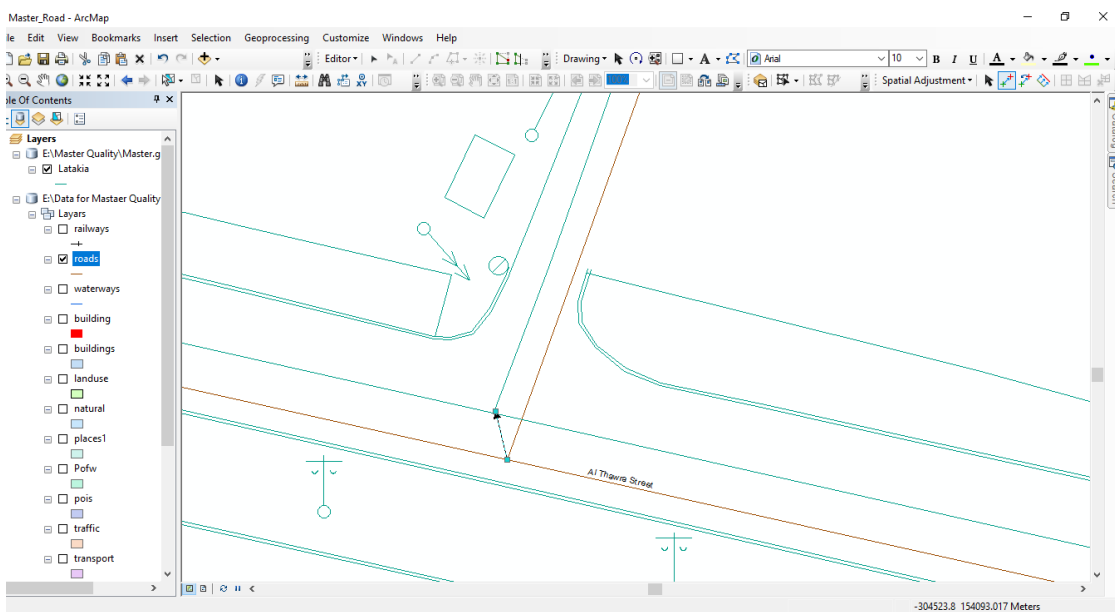 Master_Road - ArcMap
le Edit View Bookmarks Insert Selection Geoprocessing Customize Windows Help
Editor Drawing A Arial 10 B I U A
Spatial Adjustment
ble Of Contents
Layers
E:\Master Quality\Master.g
Latakia
E:\Data for Mastaer Quality
Layars
railways
roads
waterways
building
buildings
landuse
natural
places1
Pofw
pois
traffic
transport
Al Thawra Street
-304523.8 154093.017 Meters